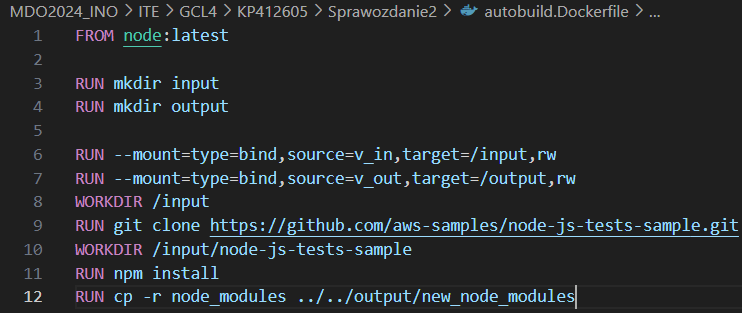 MDO2024_INO > ITE > GCL4 > KP412605 > Sprawozdanie2 > autobuild.Dockerfile > ...
1 FROM node:latest
2
3 RUN mkdir input
4 RUN mkdir output
5
6 RUN --mount=type=bind,source=v_in,target=/input,rw
7 RUN --mount=type=bind,source=v_out,target=/output,rw
8 WORKDIR /input
9 RUN git clone https://github.com/aws-samples/node-js-tests-sample.git
10 WORKDIR /input/node-js-tests-sample
11 RUN npm install
12 RUN cp -r node_modules ../../output/new_node_modules